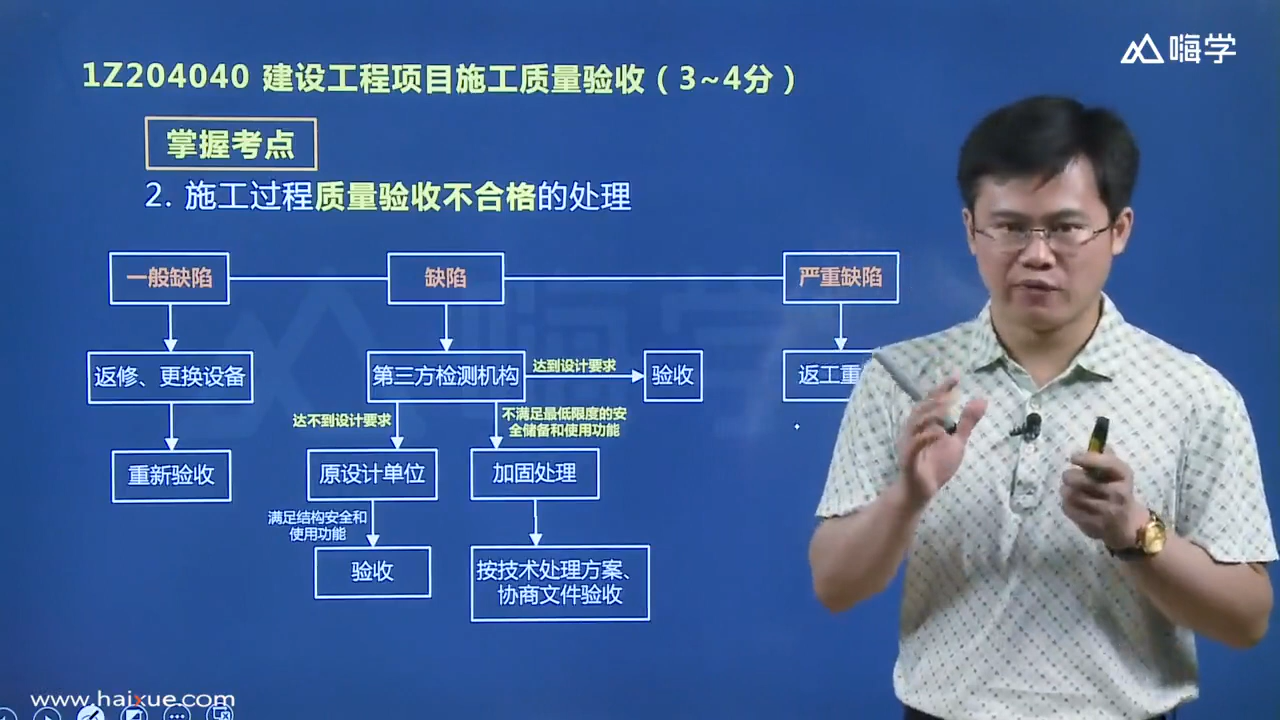 嗨学
1Z204040 建设工程项目施工质量验收（3~4分）
掌握考点
2. 施工过程质量验收不合格的处理
一般缺陷
缺陷
严重缺陷
返修、更换设备
第三方检测机构
达到设计要求
验收
返工重
达不到设计要求
不满足最低限度的安
全储备和使用功能
重新验收
原设计单位
加固处理
满足结构安全和
使用功能
验收
按技术处理方案、
协商文件验收
www.haixue.com